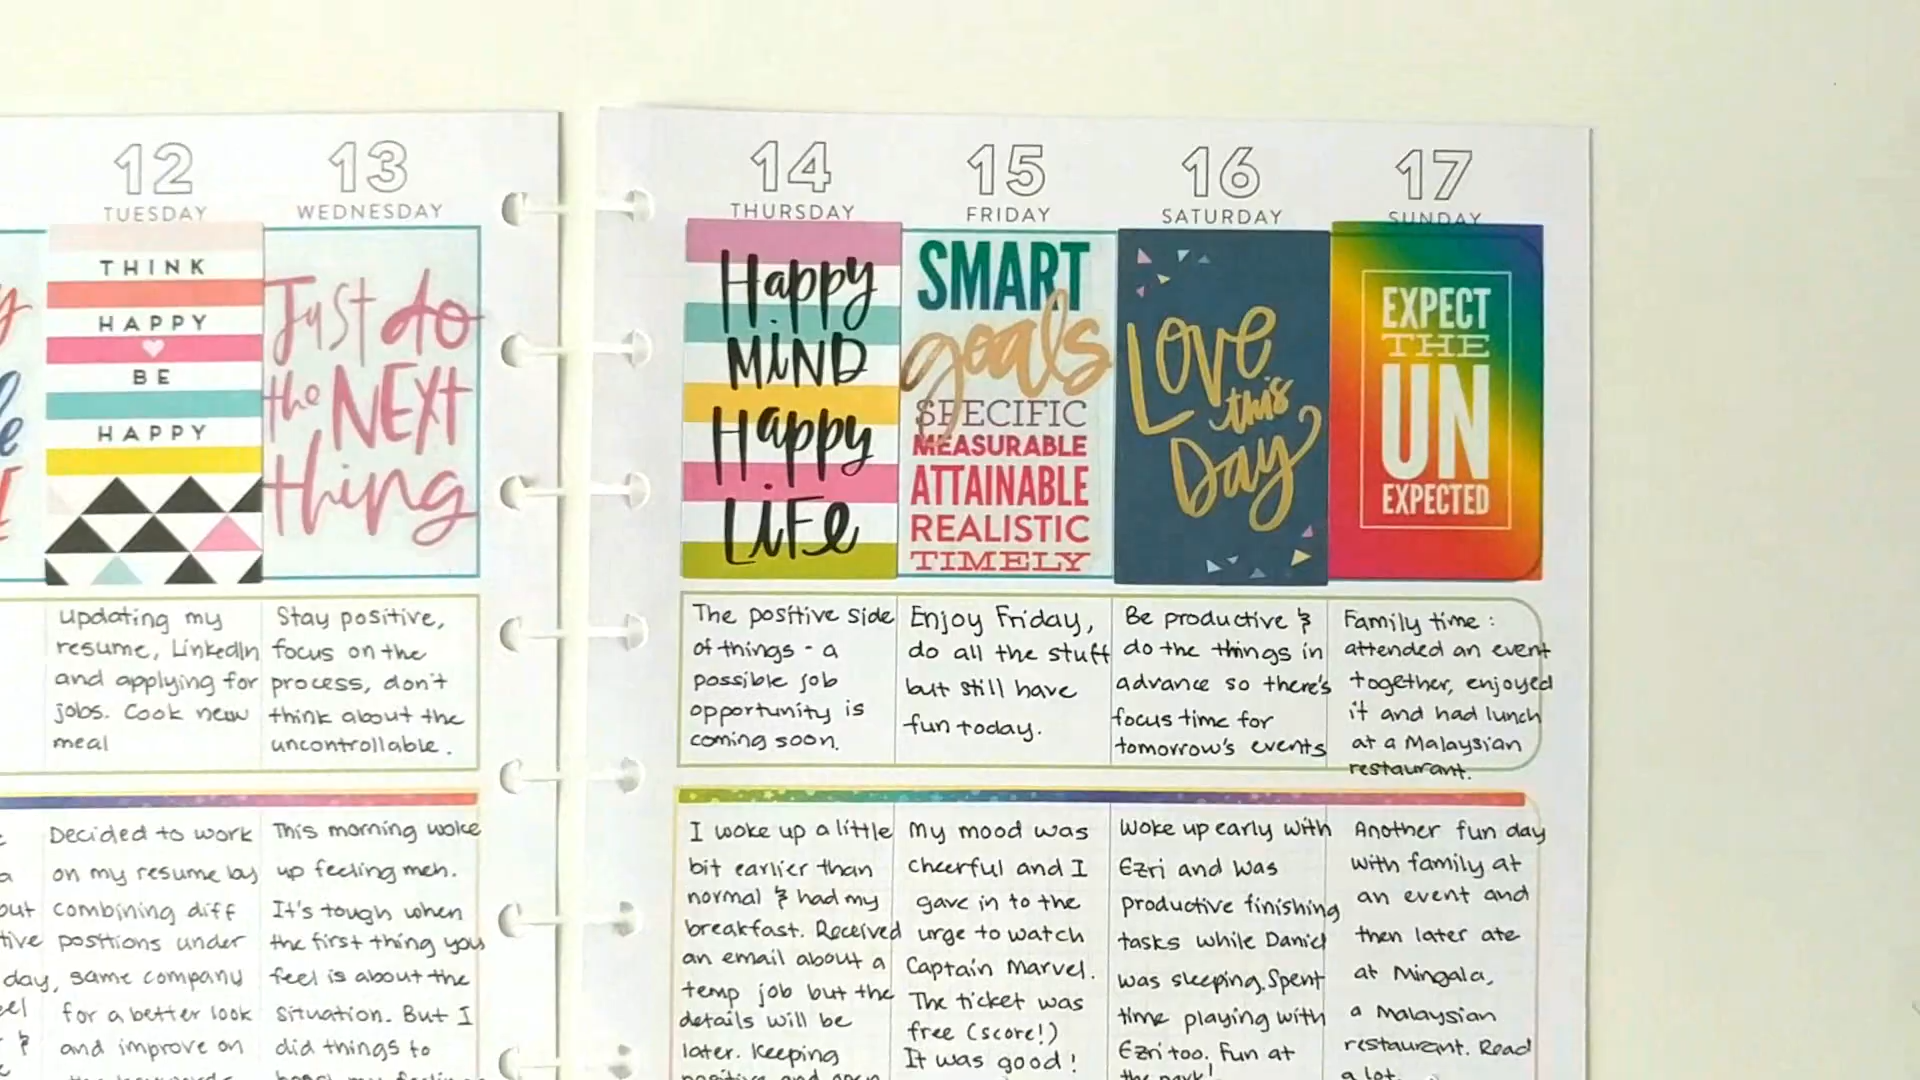 12
TUESDAY
THINK
HAPPY
BE
HAPPY
updating my
resume, LinkedIn
and applying for
jobs. Cook new
meal
Decided to work
on my resume by
combining diff
positions under
same company
for a better look
and improve on
13
WEDNESDAY
Just do
the NEXT
thing
Stay positive,
focus on the
process, don't
think about the
uncontrollable.
This morning woke
up feeling meh.
It's tough when
the first thing you
feel is about the
situation. But I
did things to
14
THURSDAY
Happy
MiND
Happy
LiFe
The positive side
of things - a
possible job
opportunity is
coming soon.
I woke up a little
bit earlier than
normal & had my
breakfast. Received
an email about a
temp job but the
details will be
later. Keeping
positive and open
15
FRIDAY
SMART
goals
SPECIFIC
MEASURABLE
ATTAINABLE
REALISTIC
TIMELY
Enjoy Friday,
do all the stuff
but still have
fun today.
My mood was
cheerful and I
gave in to the
urge to watch
Captain Marvel.
The ticket was
free (score!)
It was good!
16
SATURDAY
LOVE
this
Day
Be productive &
do the things in
advance so there's
focus time for
tomorrow's events
Woke up early with
Ezri and was
productive finishing
tasks while Daniel
was sleeping. Spent
time playing with
Ezri too. Fun at
the park!
17
SUNDAY
EXPECT
THE
UN
EXPECTED
Family time:
attended an event
together, enjoyed
it and had lunch
at a Malaysian
restaurant.
Another fun day
with family at
an event and
then later ate
at Mingala,
a Malaysian
restaurant. Read
a lot.